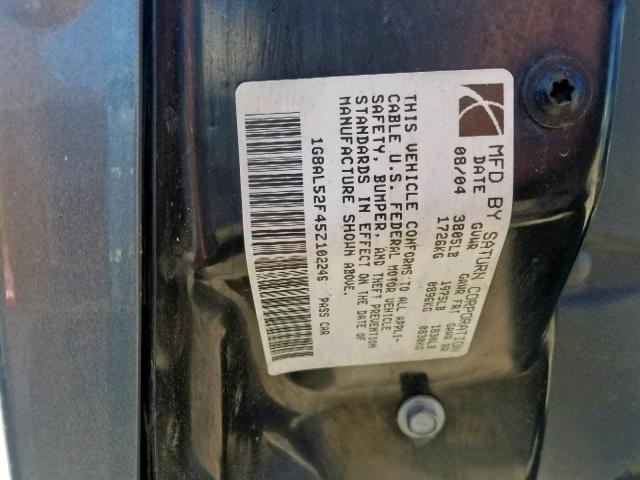 MFD BY SATURN CORPORATION
DATE GVWR GAWR FRT GAWR RR
08/04 3805LB 1975LB 1830LB
1726KG 0896KG 0830KG
THIS VEHICLE CONFORMS TO ALL APPLI-
CABLE U.S. FEDERAL MOTOR VEHICLE
SAFETY, BUMPER, AND THEFT PREVENTION
STANDARDS IN EFFECT ON THE DATE OF
MANUFACTURE SHOWN ABOVE.
1G8AL52F45Z102246 PASS CAR